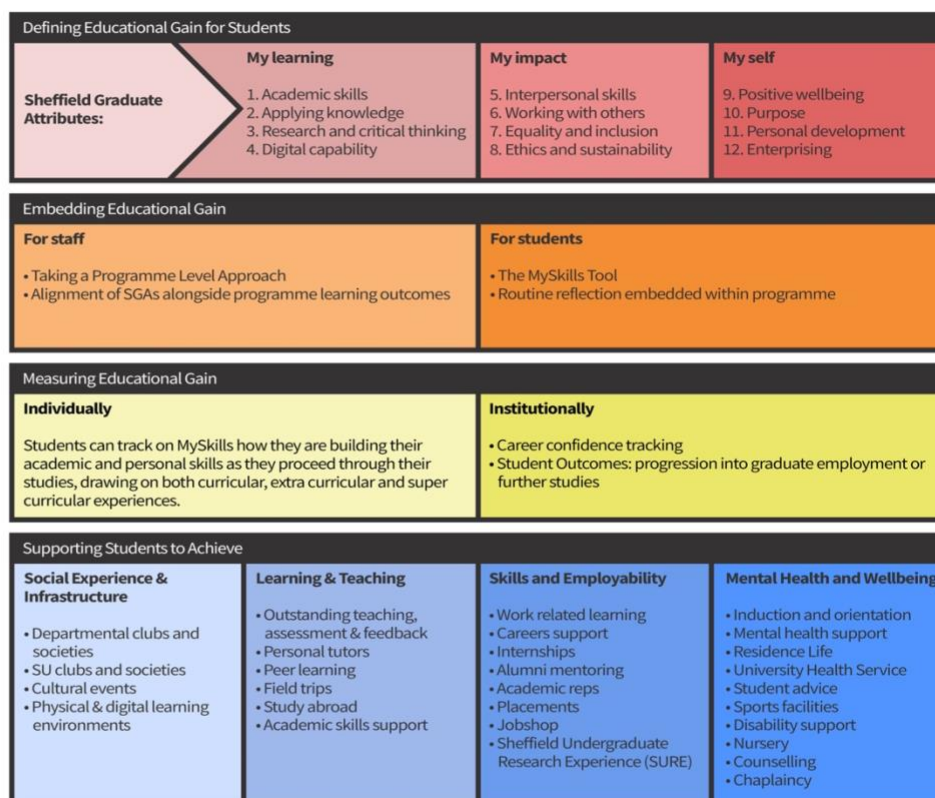 Defining Educational Gain for Students
Sheffield Graduate
Attributes:
My learning
1. Academic skills
2. Applying knowledge
3. Research and critical thinking
4. Digital capability
My impact
5. Interpersonal skills
6. Working with others
7. Equality and inclusion
8. Ethics and sustainability
My self
9. Positive wellbeing
10. Purpose
11. Personal development
12. Enterprising
Embedding Educational Gain
For staff
• Taking a Programme Level Approach
• Alignment of SGAs alongside programme learning outcomes
For students
• The MySkills Tool
• Routine reflection embedded within programme
Measuring Educational Gain
Individually
Students can track on MySkills how they are building their
academic and personal skills as they proceed through their
studies, drawing on both curricular, extra curricular and super
curricular experiences.
Institutionally
• Career confidence tracking
• Student Outcomes: progression into graduate employment or
further studies
Supporting Students to Achieve
Social Experience &
Infrastructure
• Departmental clubs and
societies
• SU clubs and societies
• Cultural events
• Physical & digital learning
environments
Learning & Teaching
• Outstanding teaching,
assessment & feedback
• Personal tutors
• Peer learning
• Field trips
• Study abroad
• Academic skills support
Skills and Employability
• Work related learning
• Careers support
• Internships
• Alumni mentoring
• Academic reps
• Placements
• Jobshop
• Sheffield Undergraduate
Research Experience (SURE)
Mental Health and Wellbeing
• Induction and orientation
• Mental health support
• Residence Life
• University Health Service
• Student advice
• Sports facilities
• Disability support
• Nursery
• Counselling
• Chaplaincy